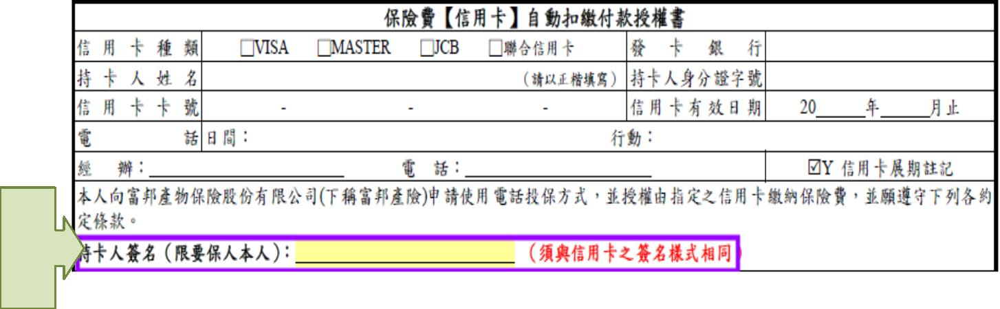 保險費【信用卡】自動扣繳付款授權書
信用卡種類 □VISA □MASTER □JCB □聯合信用卡 發卡銀行
持卡人姓名 （請以正楷填寫） 持卡人身分證字號
信用卡卡號 - - - 信用卡有效日期 20______年______月止
電話 日間： 行動：
經辦：____________________ 電話：____________________ ☑Y 信用卡展期註記
本人向富邦產物保險股份有限公司(下稱富邦產險)申請使用電話投保方式，並授權由指定之信用卡繳納保險費，並願遵守下列各約
定條款。
持卡人簽名（限要保人本人）：____________________ （須與信用卡之簽名樣式相同）